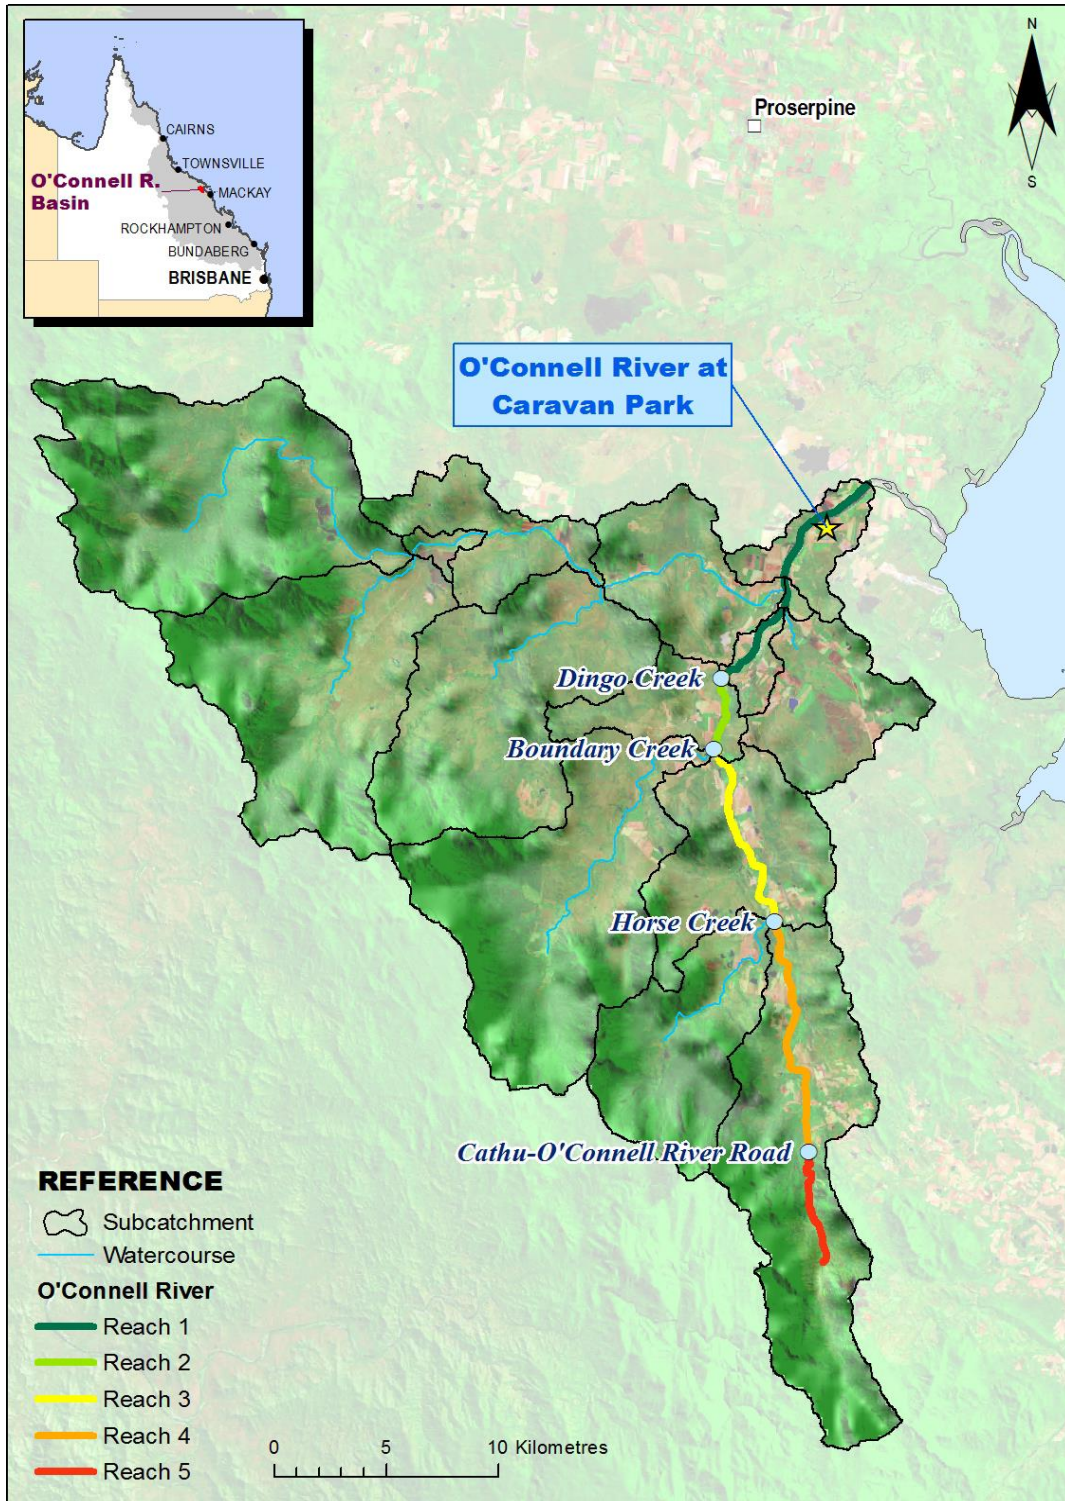 N
S
Proserpine
CAIRNS
TOWNSVILLE
O'Connell R.
Basin
MACKAY
ROCKHAMPTON
BUNDABERG
BRISBANE
O'Connell River at
Caravan Park
Dingo Creek
Boundary Creek
Horse Creek
Cathu-O'Connell River Road
REFERENCE
Subcatchment
Watercourse
O'Connell River
Reach 1
Reach 2
Reach 3
Reach 4
Reach 5
0 5 10 Kilometres